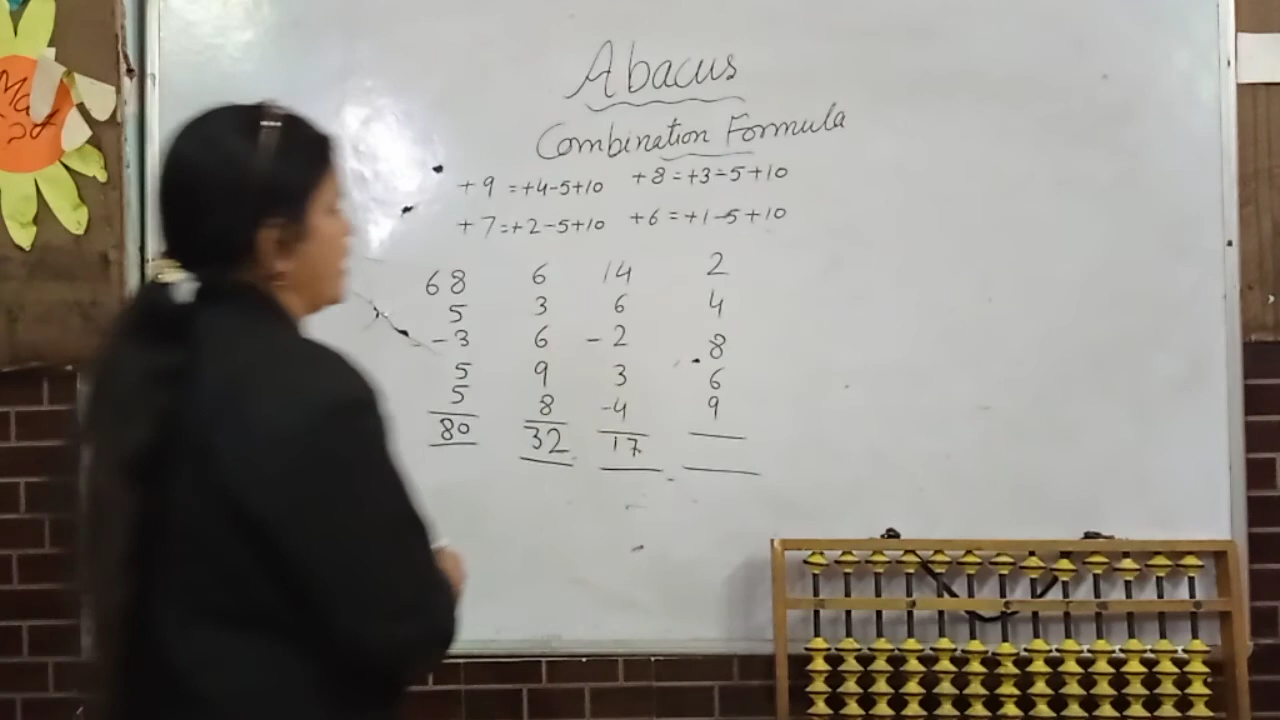 May
Abacus
Combination Formula
+9=+4-5+10 +8=+3-5+10
+7=+2-5+10 +6=+1-5+10
68 6 14 2
5 3 6 4
-3 6 -2 8
5 9 3 6
5 8 -4 9
80 32 17